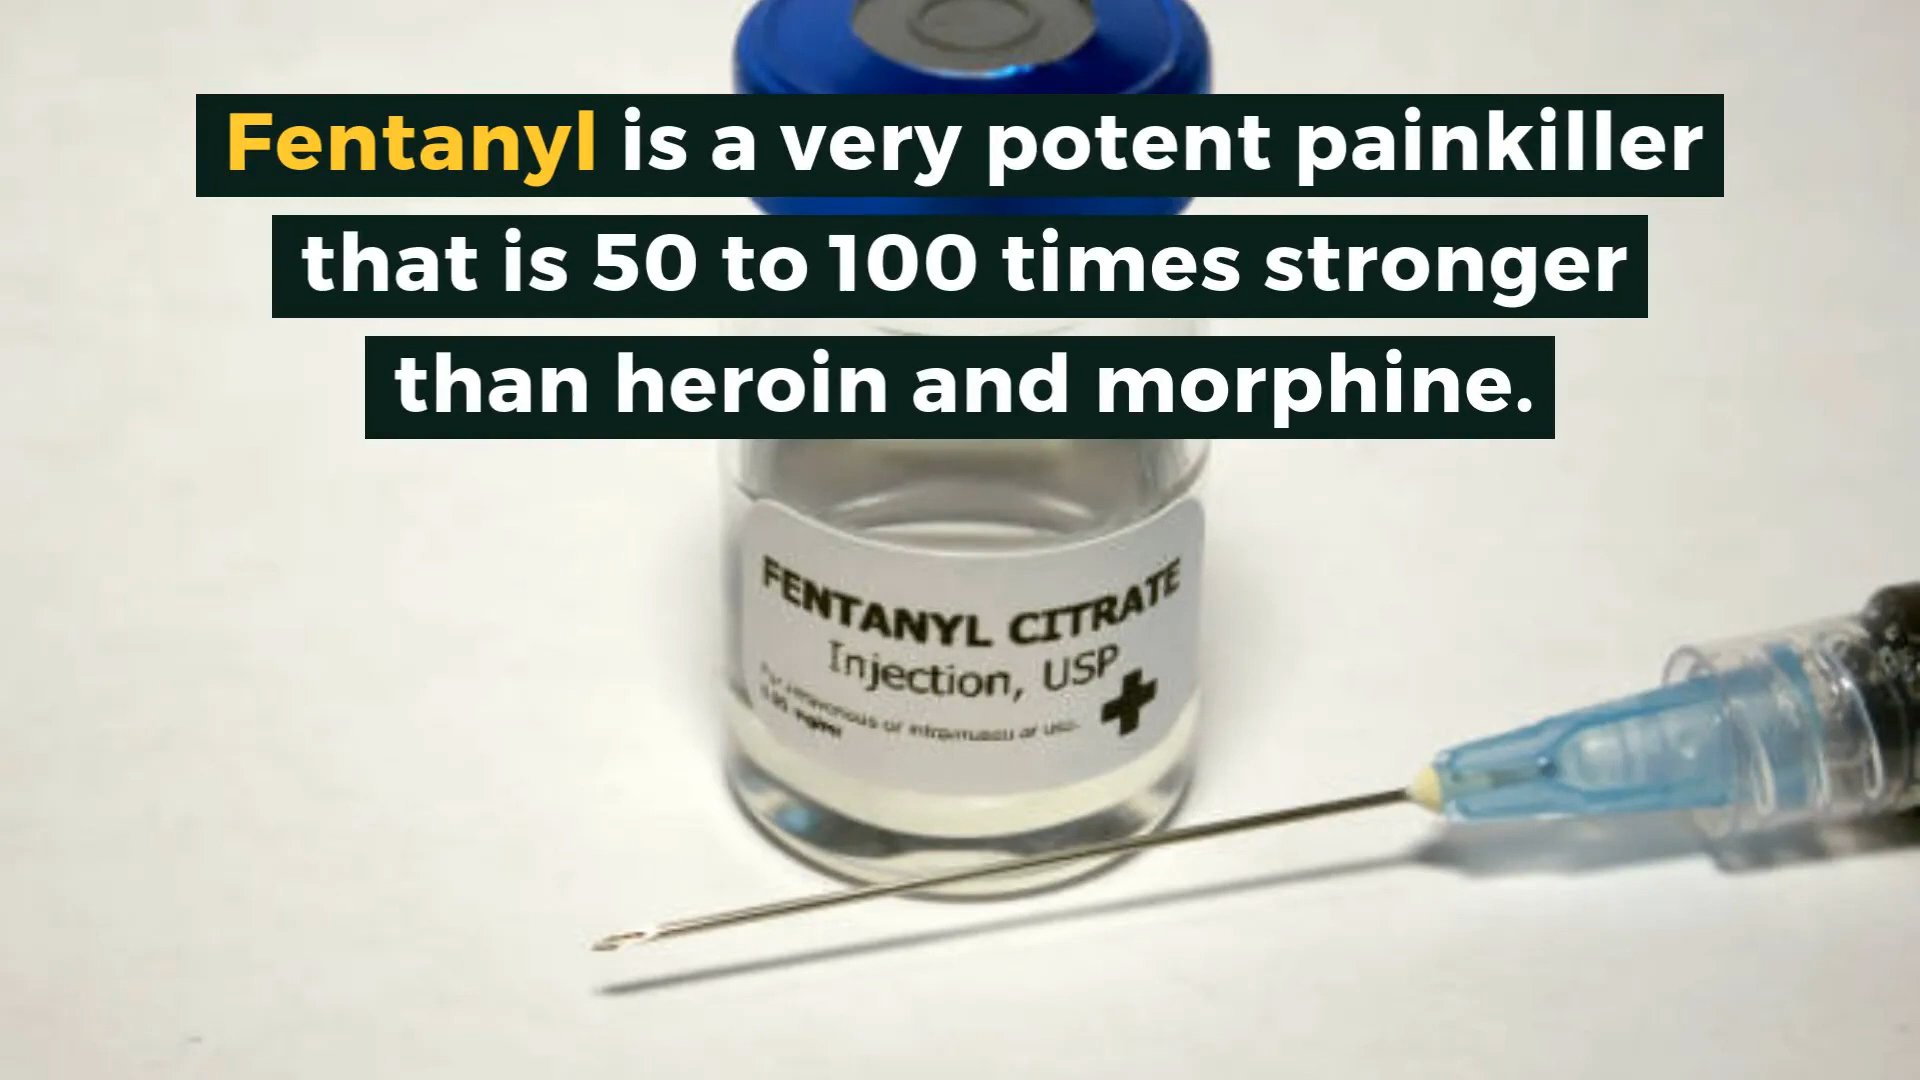 Fentanyl is a very potent painkiller
that is 50 to 100 times stronger
than heroin and morphine.
FENTANYL CITRATE
Injection, USP